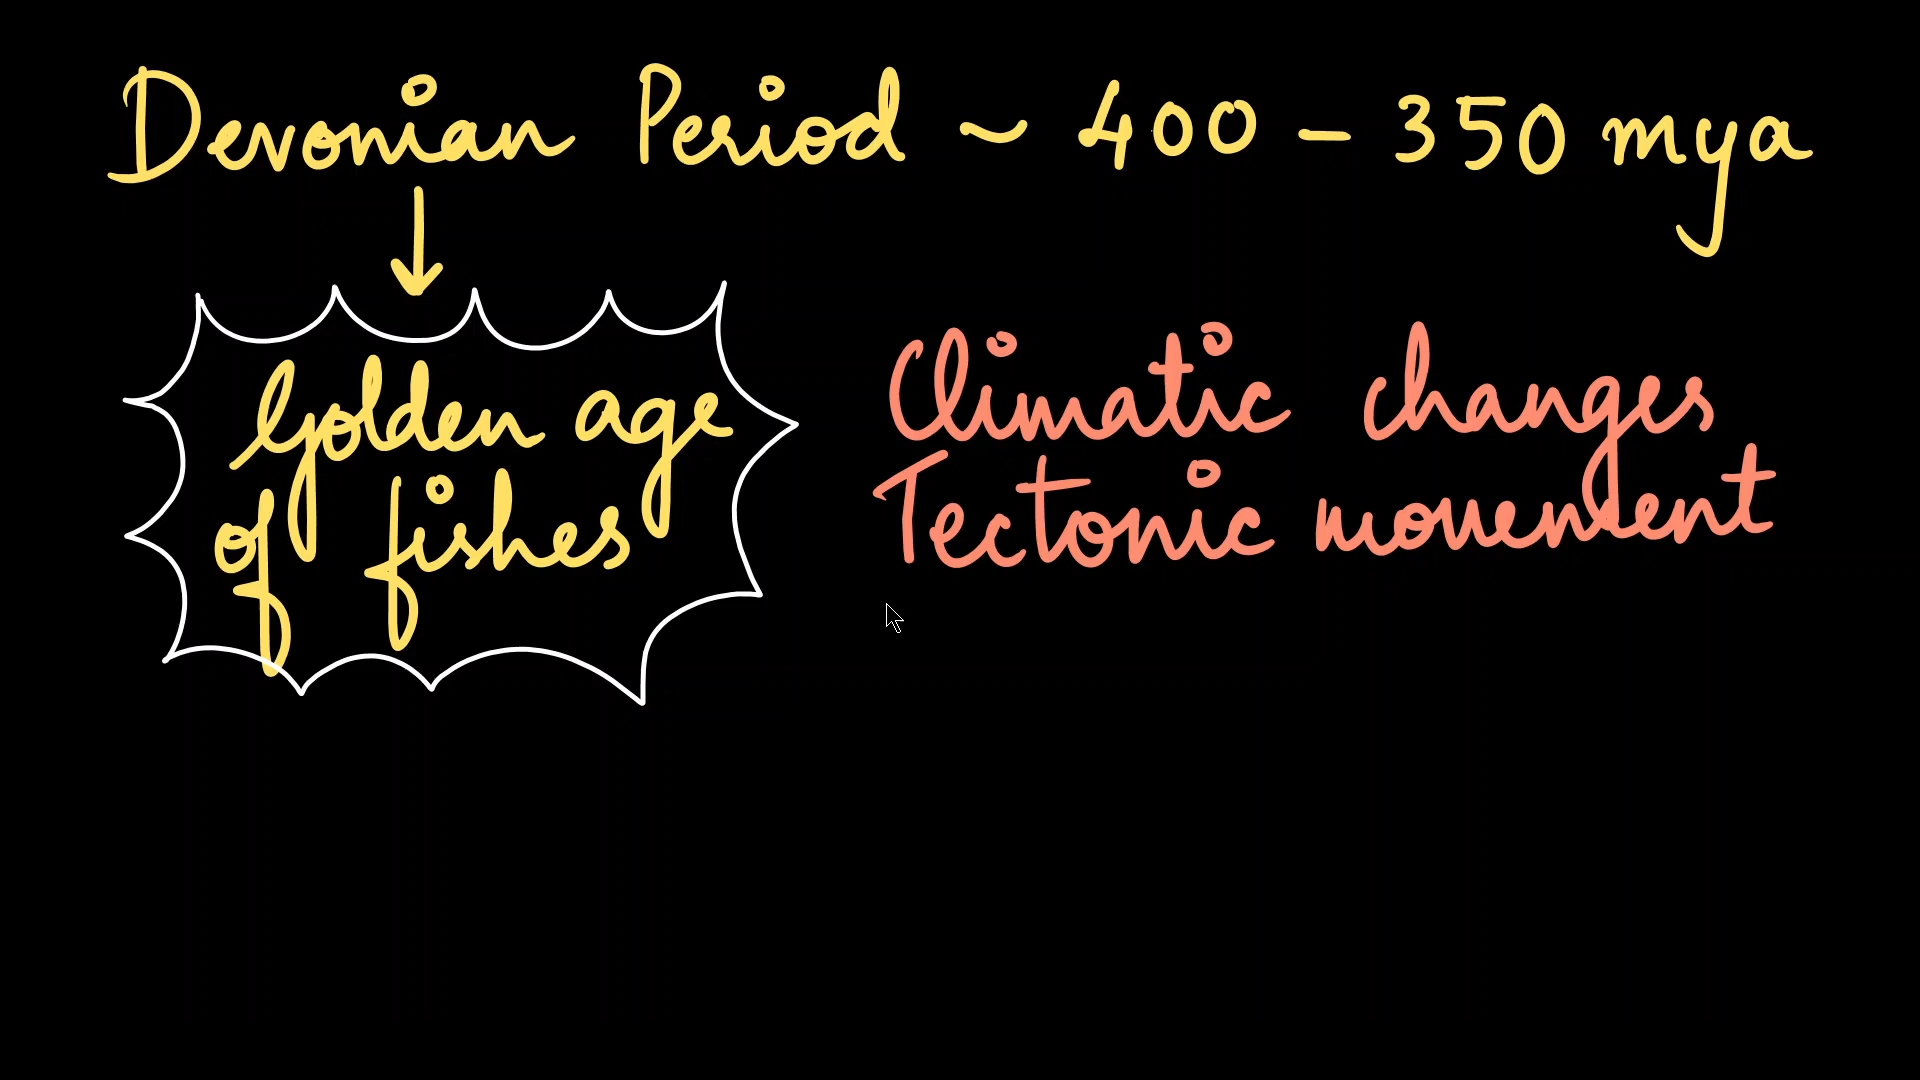 Devonian Period ~ 400 - 350 mya
Golden age
of fishes
Climatic changes
Tectonic movement